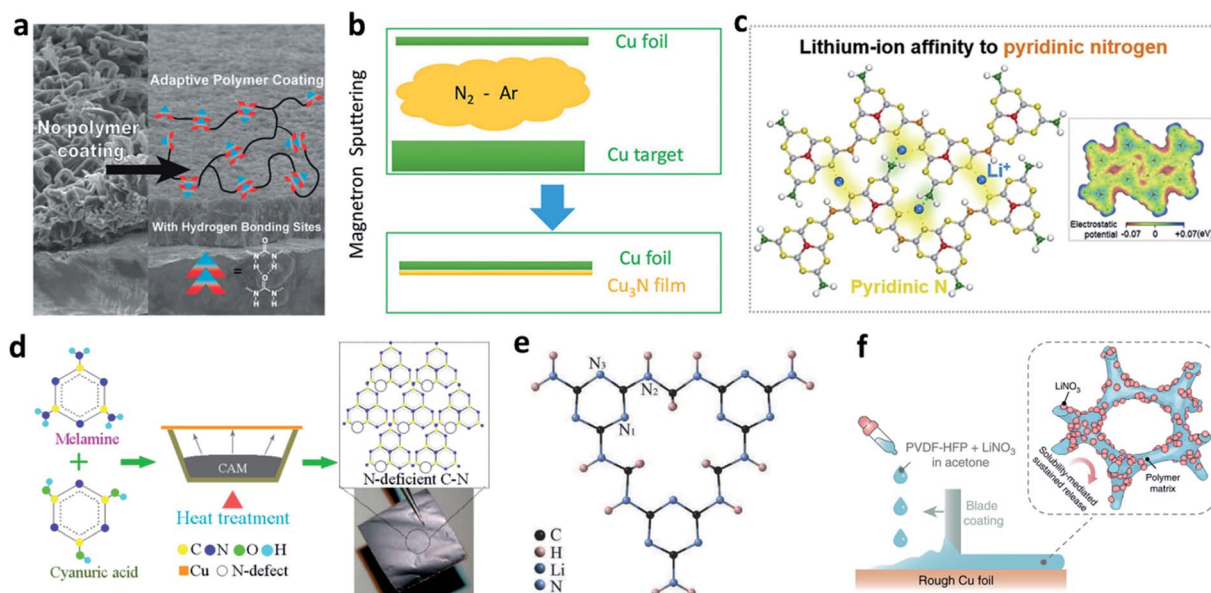 a
Adaptive Polymer Coating
No polymer
coating
With Hydrogen Bonding Sites
=
O
N N
H H
O
N N
H H
b
Magnetron Sputtering
Cu foil
N₂ - Ar
Cu target
Cu foil
Cu₃N film
c
Lithium-ion affinity to pyridinic nitrogen
Li⁺
Pyridinic N
Electrostatic
potential
-0.07 0 +0.07(eV)
d
Melamine
+
Cyanuric acid
CAM
Heat treatment
C N O H
Cu N-defect
N-deficient C-N
e
N₃
N₂
N₁
C
H
Li
N
f
PVDF-HFP + LiNO₃
in acetone
Blade
coating
Rough Cu foil
LiNO₃
Solubility-mediated
sustained release
Polymer
matrix